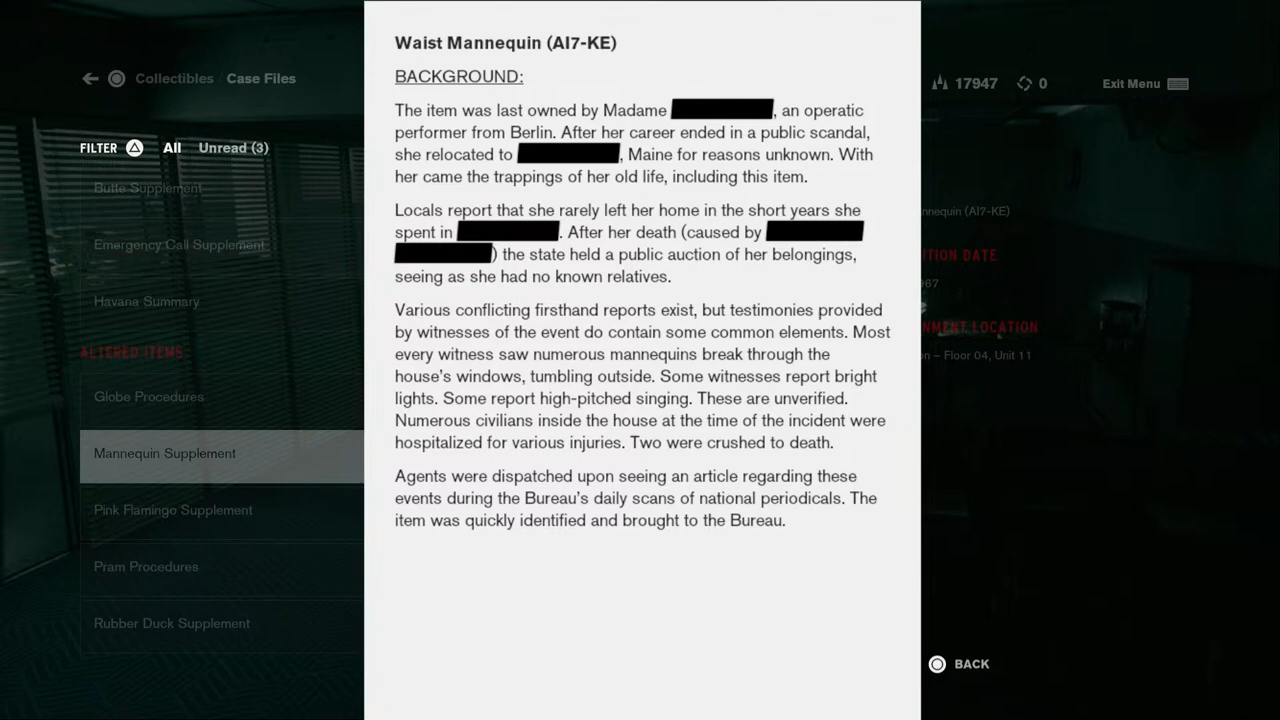 Waist Mannequin (AI7-KE)
BACKGROUND:
The item was last owned by Madame , an operatic
performer from Berlin. After her career ended in a public scandal,
she relocated to , Maine for reasons unknown. With
her came the trappings of her old life, including this item.
Locals report that she rarely left her home in the short years she
spent in . After her death (caused by
) the state held a public auction of her belongings,
seeing as she had no known relatives.
Various conflicting firsthand reports exist, but testimonies provided
by witnesses of the event do contain some common elements. Most
every witness saw numerous mannequins break through the
house's windows, tumbling outside. Some witnesses report bright
lights. Some report high-pitched singing. These are unverified.
Numerous civilians inside the house at the time of the incident were
hospitalized for various injuries. Two were crushed to death.
Agents were dispatched upon seeing an article regarding these
events during the Bureau's daily scans of national periodicals. The
item was quickly identified and brought to the Bureau.
Collectibles / Case Files
FILTER All Unread (3)
Butte Supplement
Emergency Call Supplement
Havana Summary
ALTERED ITEMS
Globe Procedures
Mannequin Supplement
Pink Flamingo Supplement
Pram Procedures
Rubber Duck Supplement
17947 0 Exit Menu
(AI7-KE)
DATE
67
LOCATION
– Floor 04, Unit 11
BACK